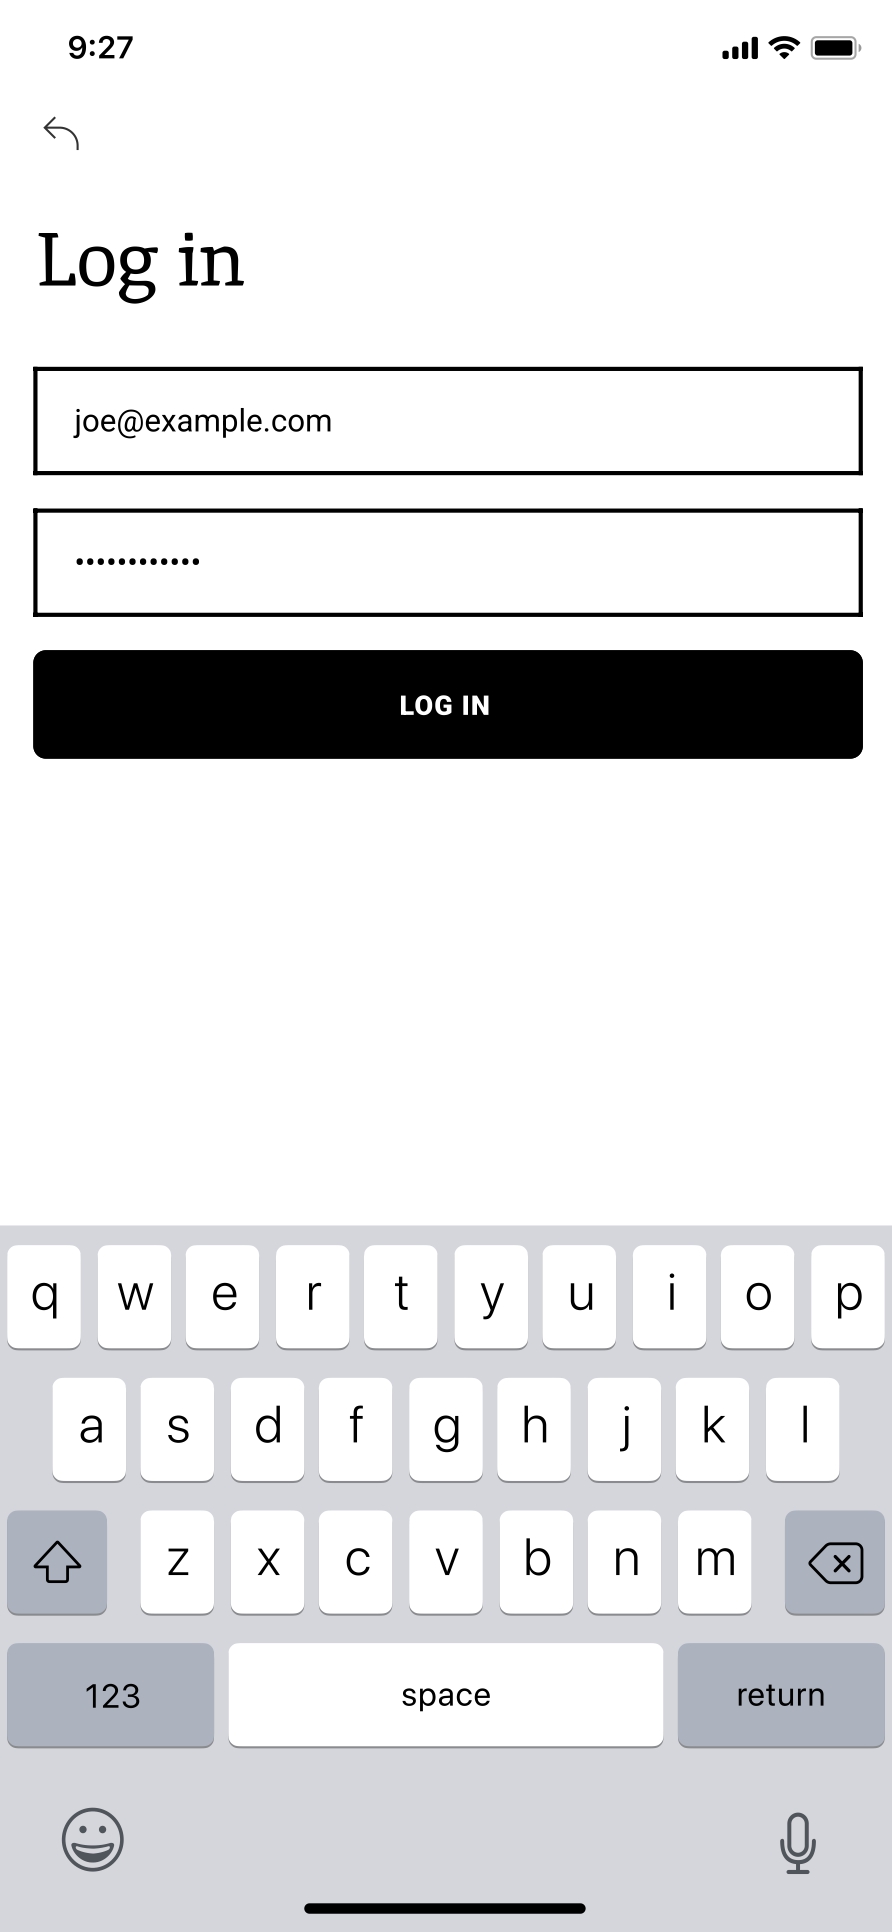 9:27
Log in
joe@example.com
••••••••••••
LOG IN
q w e r t y u i o p
a s d f g h j k l
z x c v b n m
123 space return